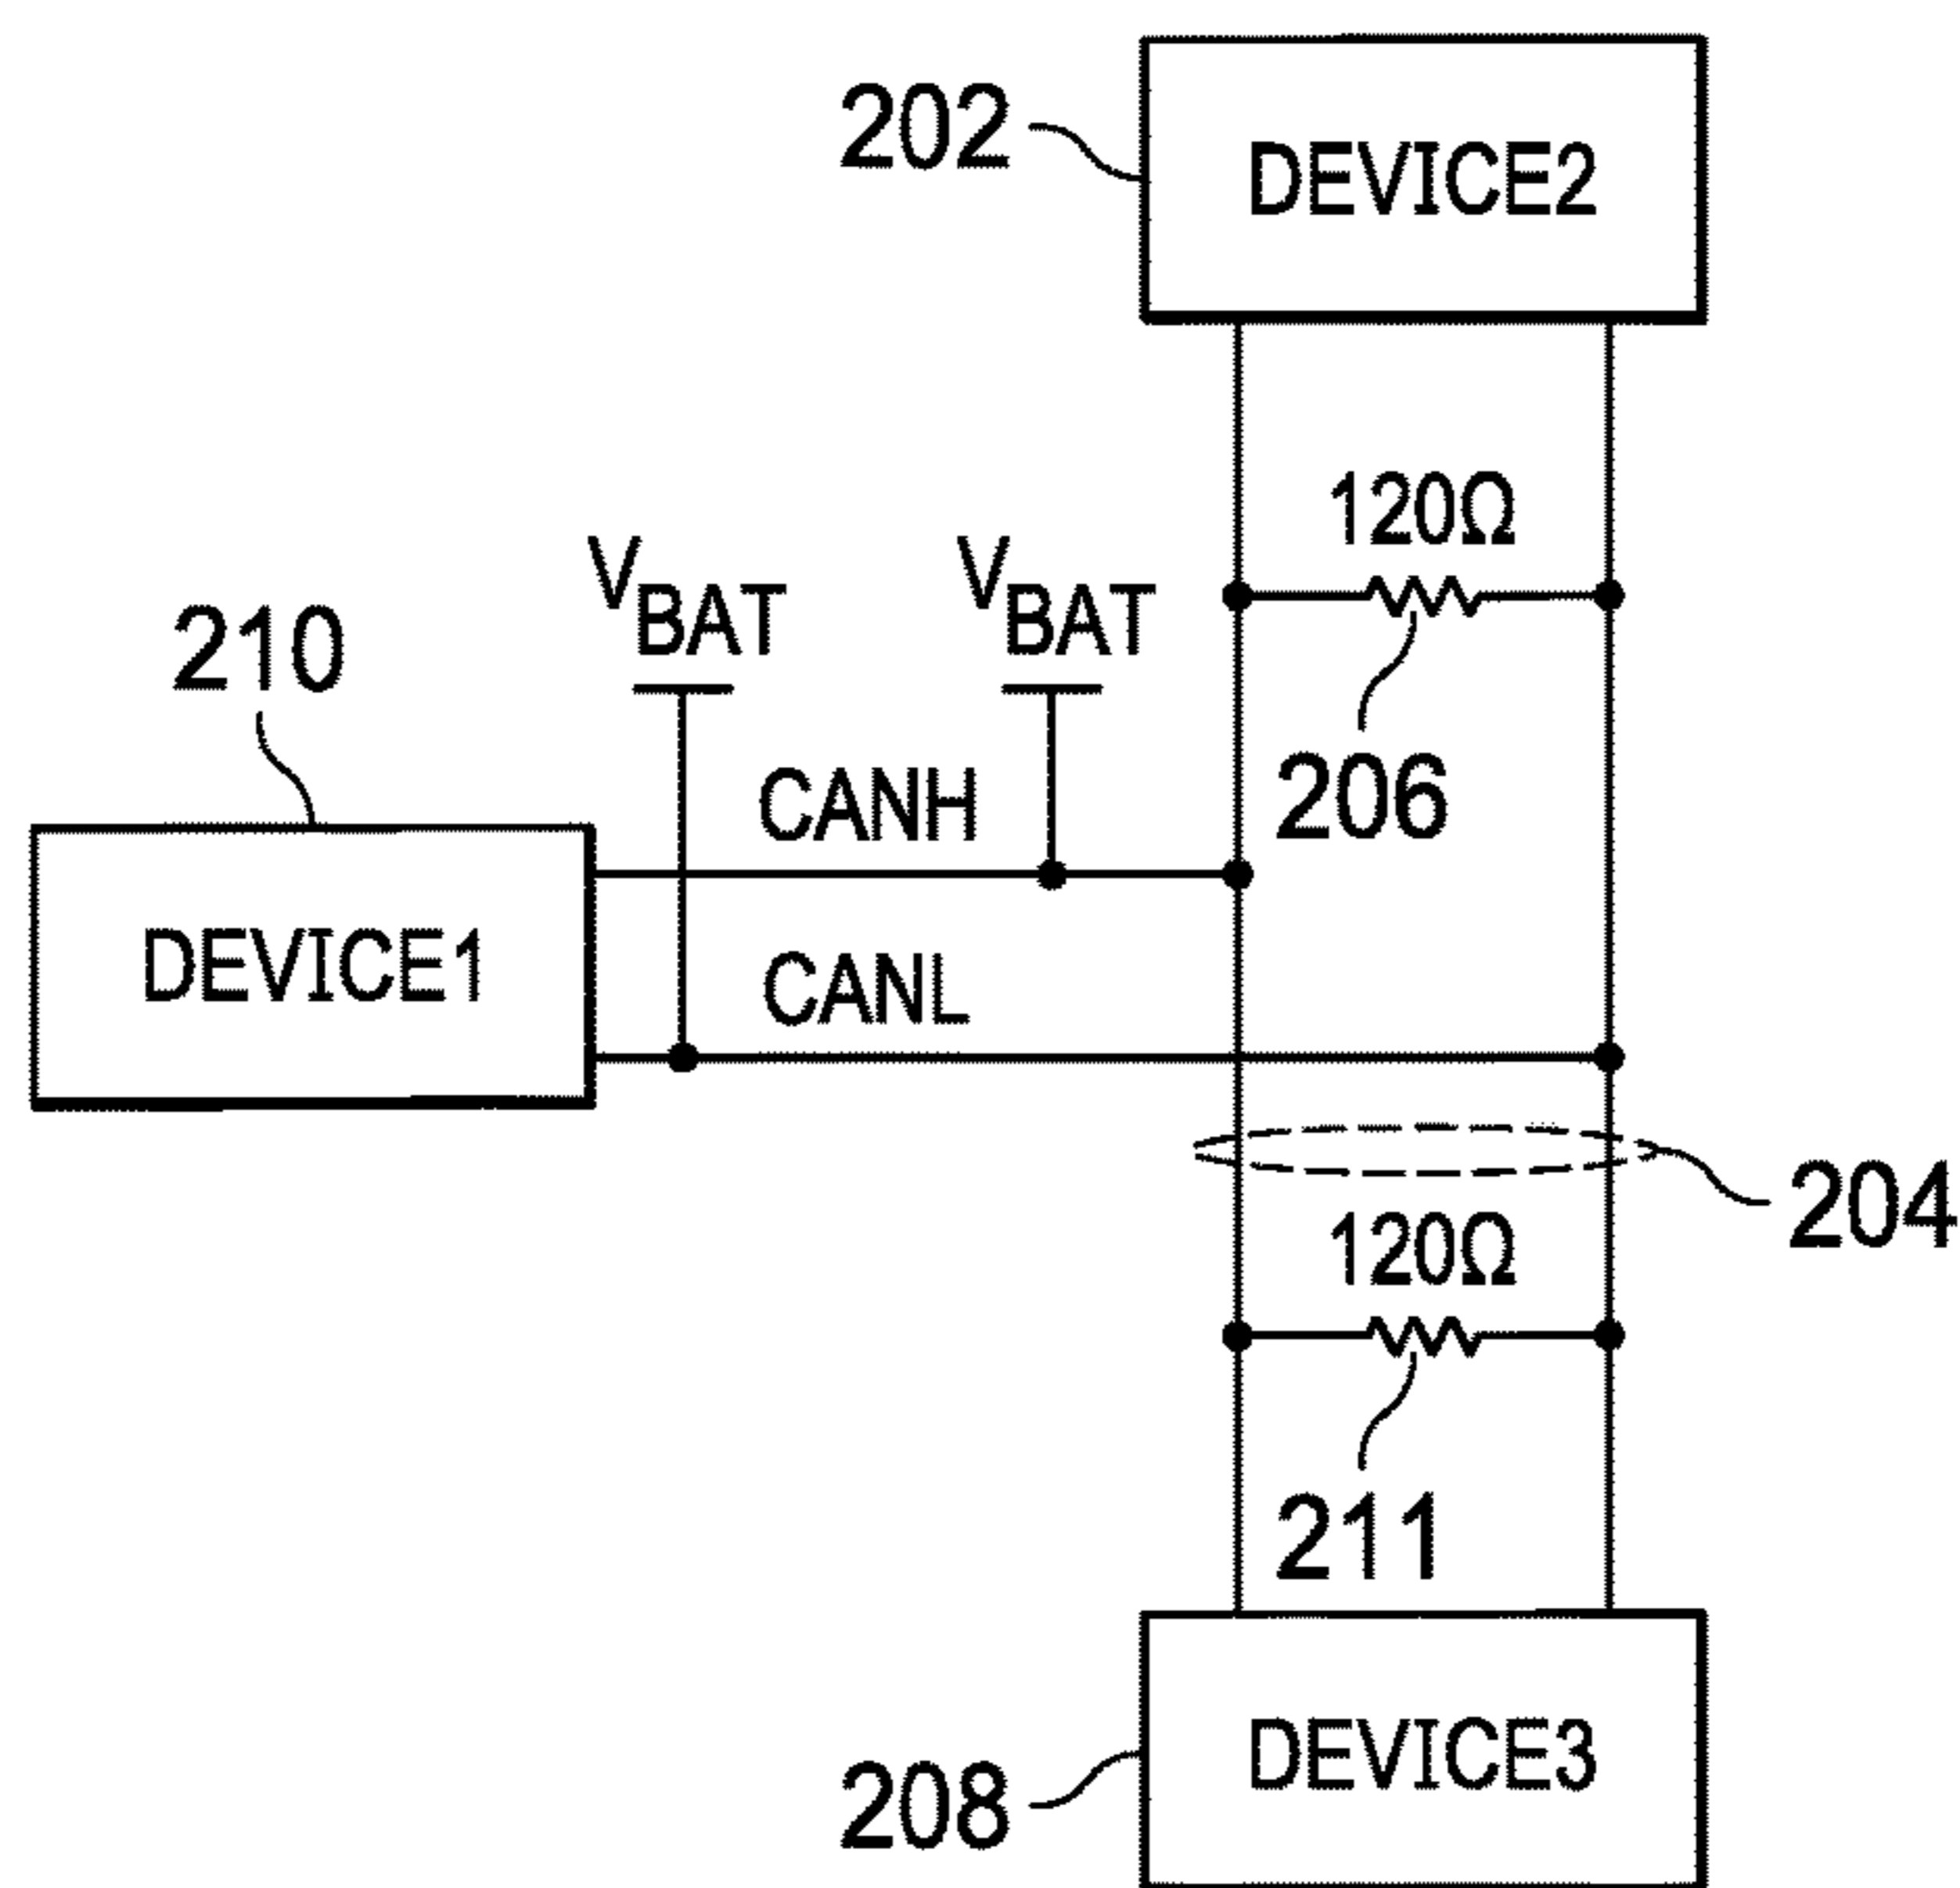 202
DEVICE2
120Ω
VBAT
VBAT
210
206
CANH
DEVICE1
CANL
204
120Ω
211
208
DEVICE3